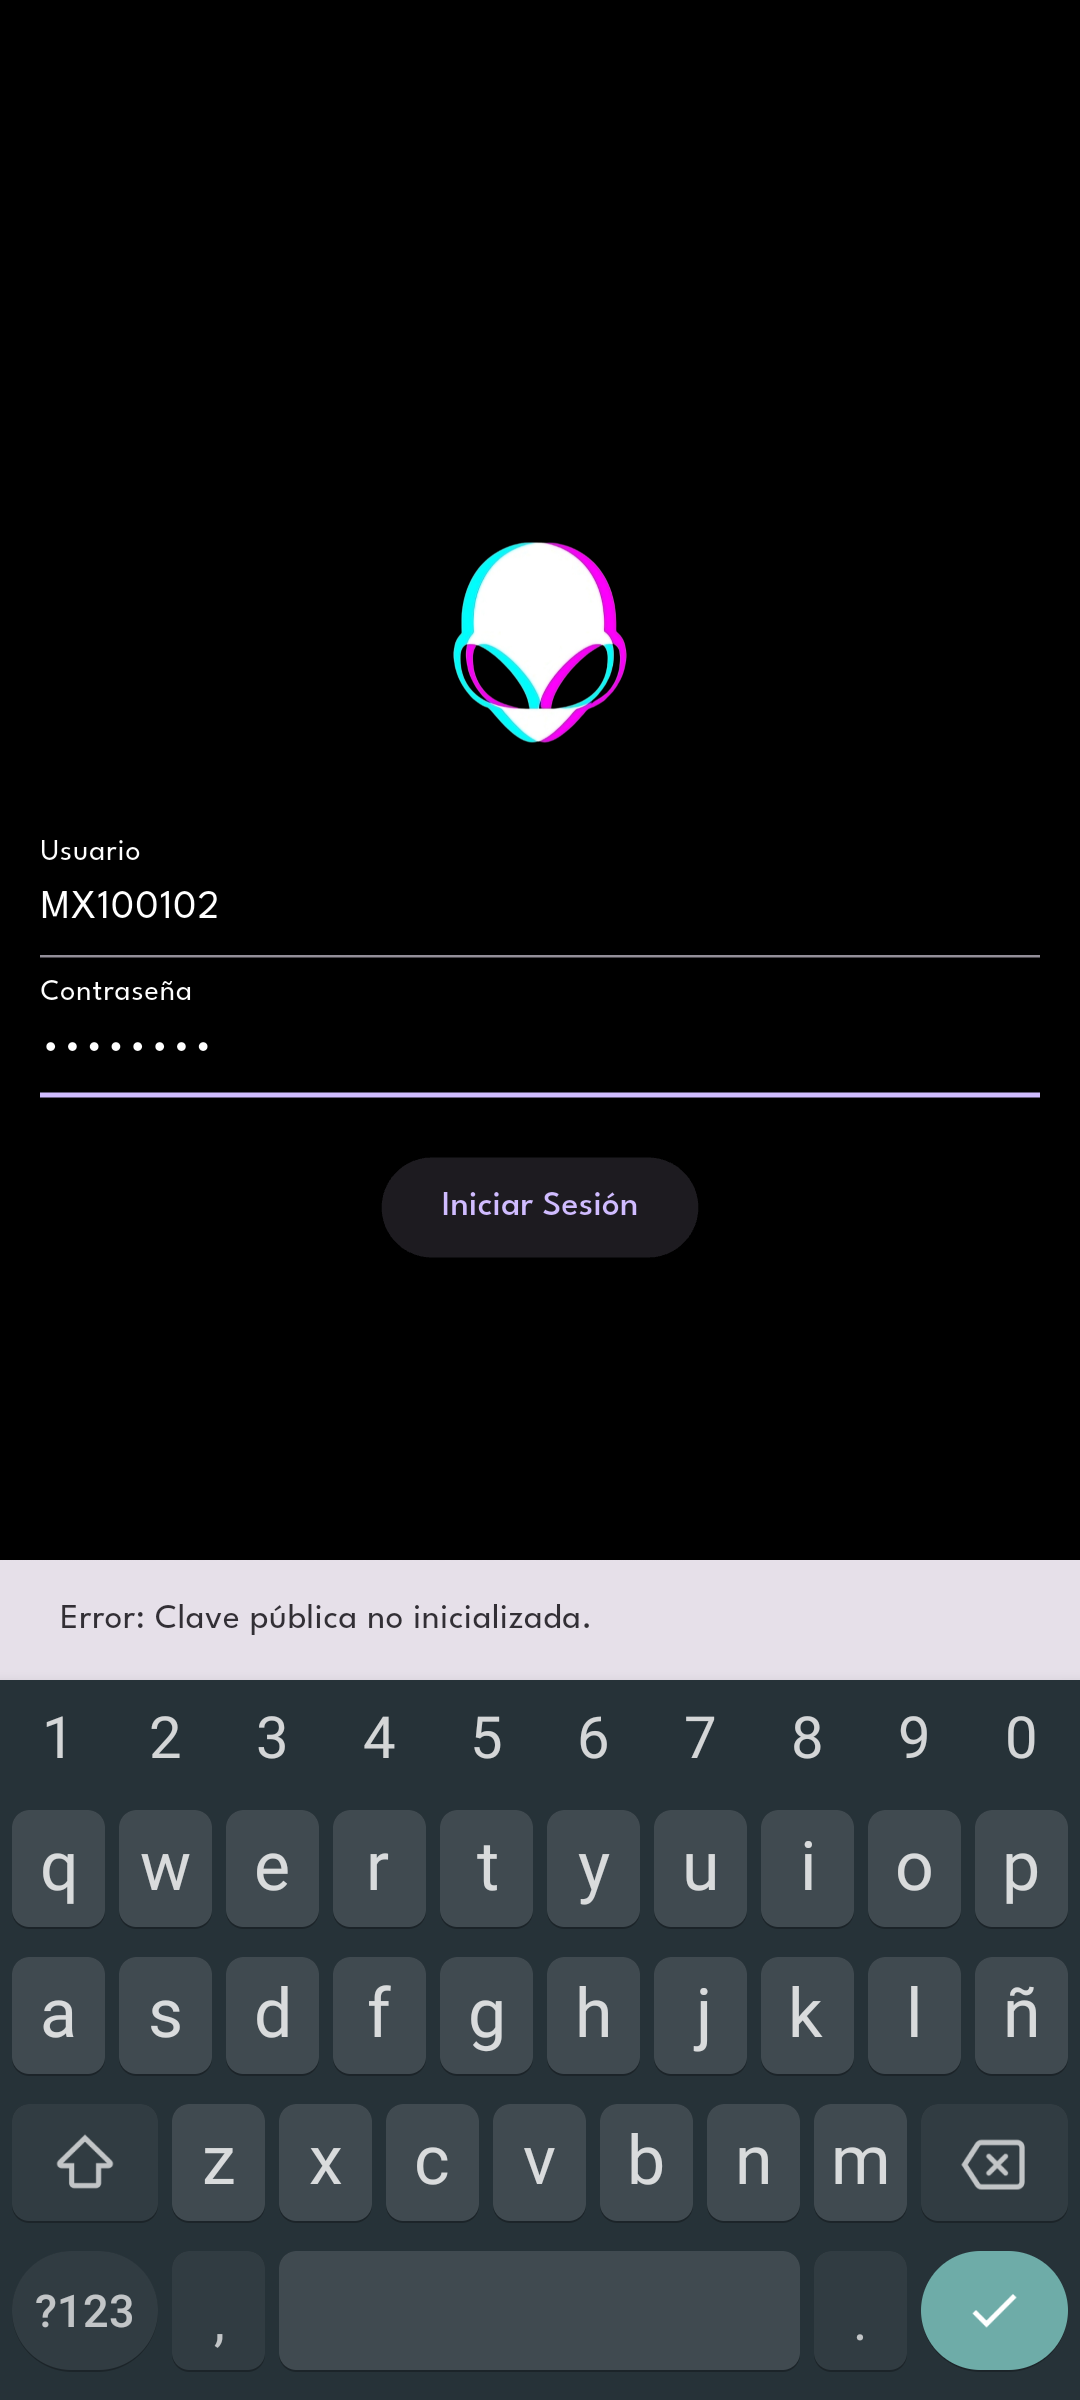 Usuario
MX100102
Contraseña
••••••••
Iniciar Sesión
Error: Clave pública no inicializada.
1 2 3 4 5 6 7 8 9 0
q w e r t y u i o p
a s d f g h j k l ñ
z x c v b n m
?123 , .